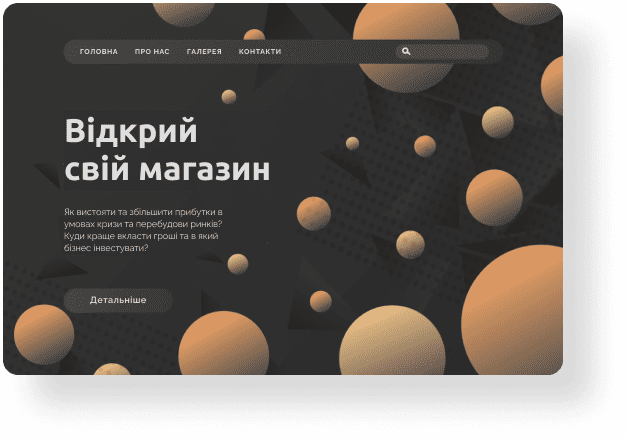 ГОЛОВНА ПРО НАС ГАЛЕРЕЯ КОНТАКТИ
Відкрий
свій магазин
Як вистояти та збільшити прибутки в
умовах кризи та перебудови ринків?
Куди краще вкласти гроші та в який
бізнес інвестувати?
Детальніше